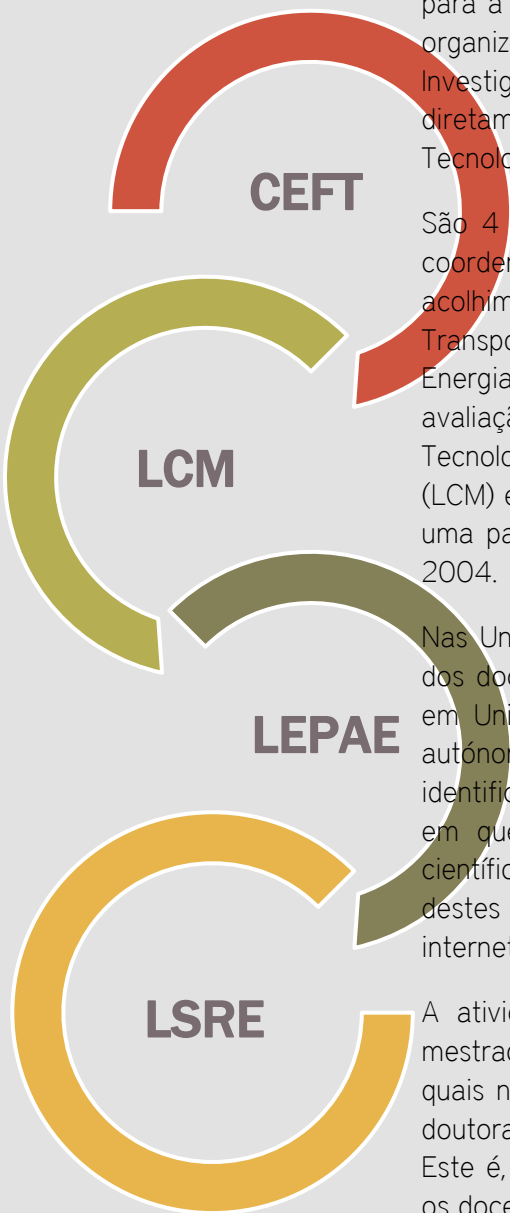 para a
organiz
Investig
diretam
Tecnolo
CEFT
São 4
coorder
acolhim
Transpo
Energia
avaliaçã
Tecnolo
(LCM) e
uma pa
2004.
LCM
Nas Un
dos doc
em Uni
autónor
identific
em que
científic
destes
internet
LEPAE
A ativi
mestrad
quais n
doutora
Este é,
os doce
LSRE